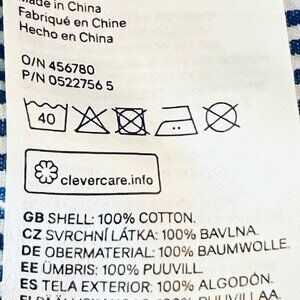 Made in China
Fabriqué en Chine
Hecho en China
O/N 456780
P/N 0522756 5
40
clevercare.info
GB SHELL: 100% COTTON.
CZ SVRCHNÍ LÁTKA: 100% BAVLNA.
DE OBERMATERIAL: 100% BAUMWOLLE.
EE ÜMBRIS: 100% PUUVILL.
ES TELA EXTERIOR: 100% ALGODÓN.